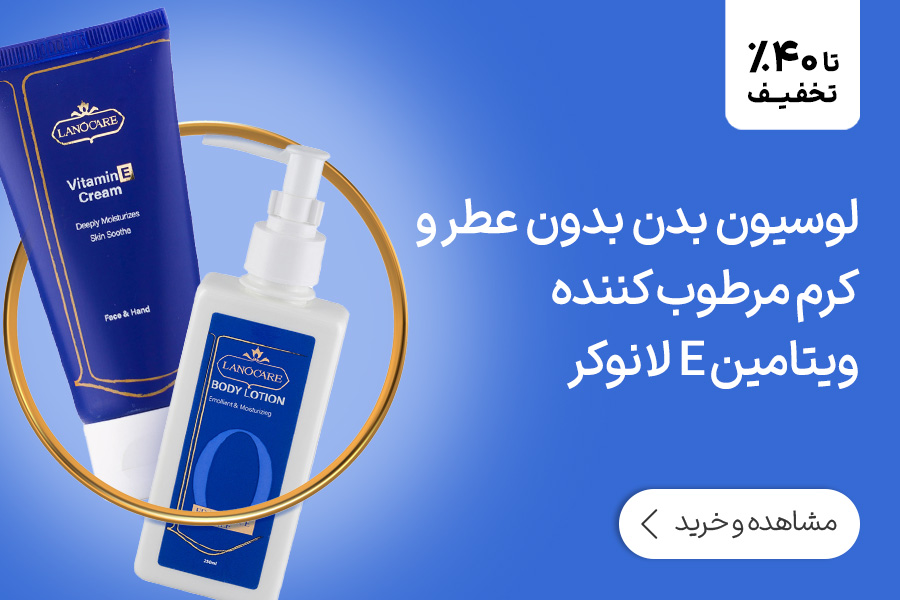 تا ۴۰٪
تخفیف
لوسیون بدن بدون عطر و
کرم مرطوب کننده
ویتامین E لانوکر
مشاهده و خرید
LANOCARE
Vitamin E
Cream
Deeply Moisturizes
Skin Soothe
Face & Hand
LANOCARE
BODY LOTION
Emollient & Moisturizing
250ml